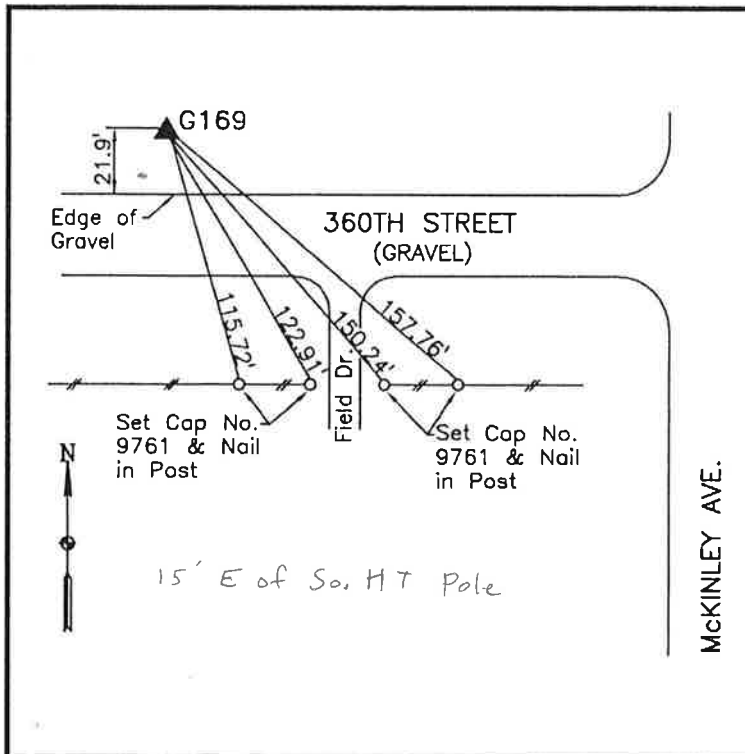 G169
21.9'
Edge of
Gravel
360TH STREET
(GRAVEL)
115.72'
122.91'
150.24'
157.76'
Field Dr.
Set Cap No.
9761 & Nail
in Post
Set Cap No.
9761 & Nail
in Post
N
McKINLEY AVE.
15' E of So. HT Pole